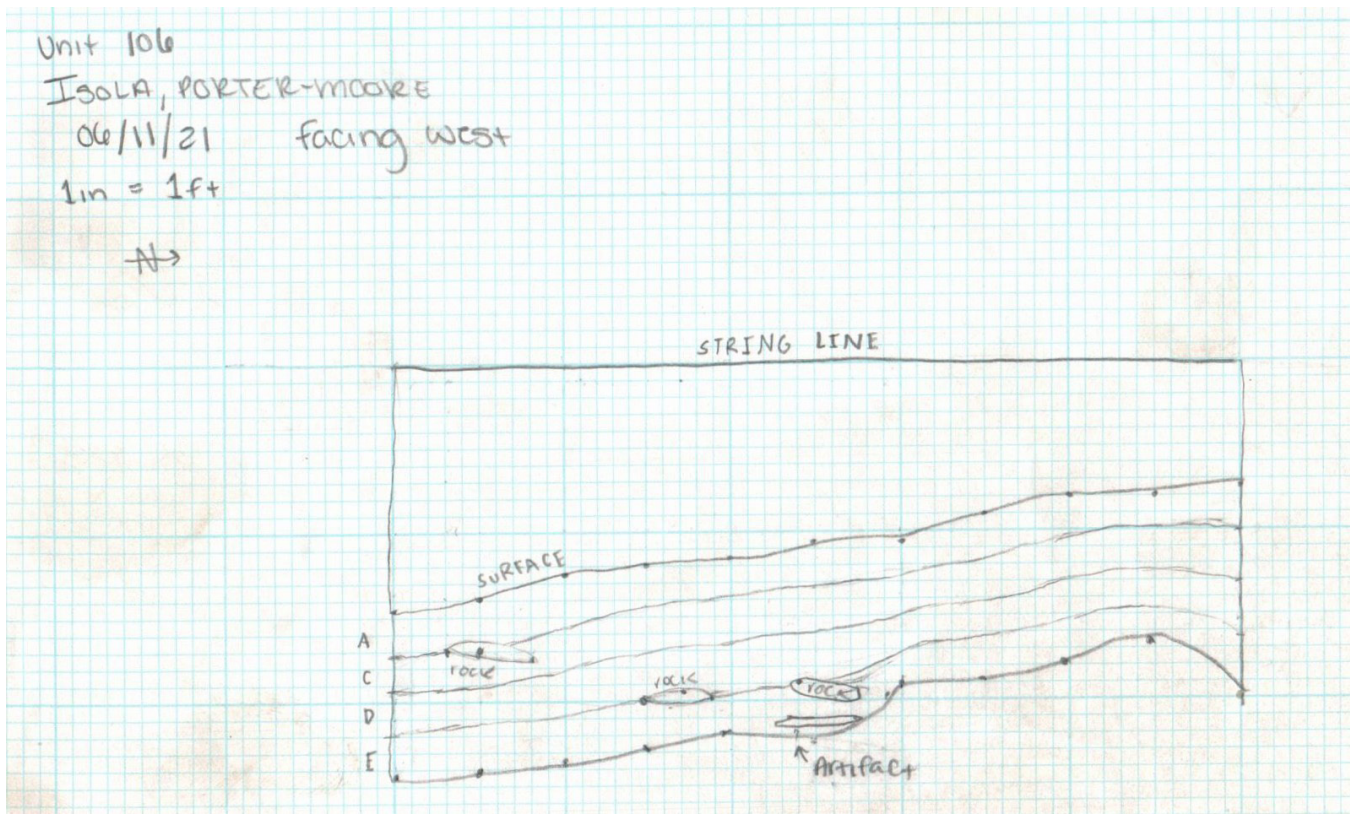 Unit 106
ISOLA, PORTER-MOORE
06/11/21 facing west
1in = 1ft
N
STRING LINE
SURFACE
A
rock
C
rock
rock
D
E
Artifact